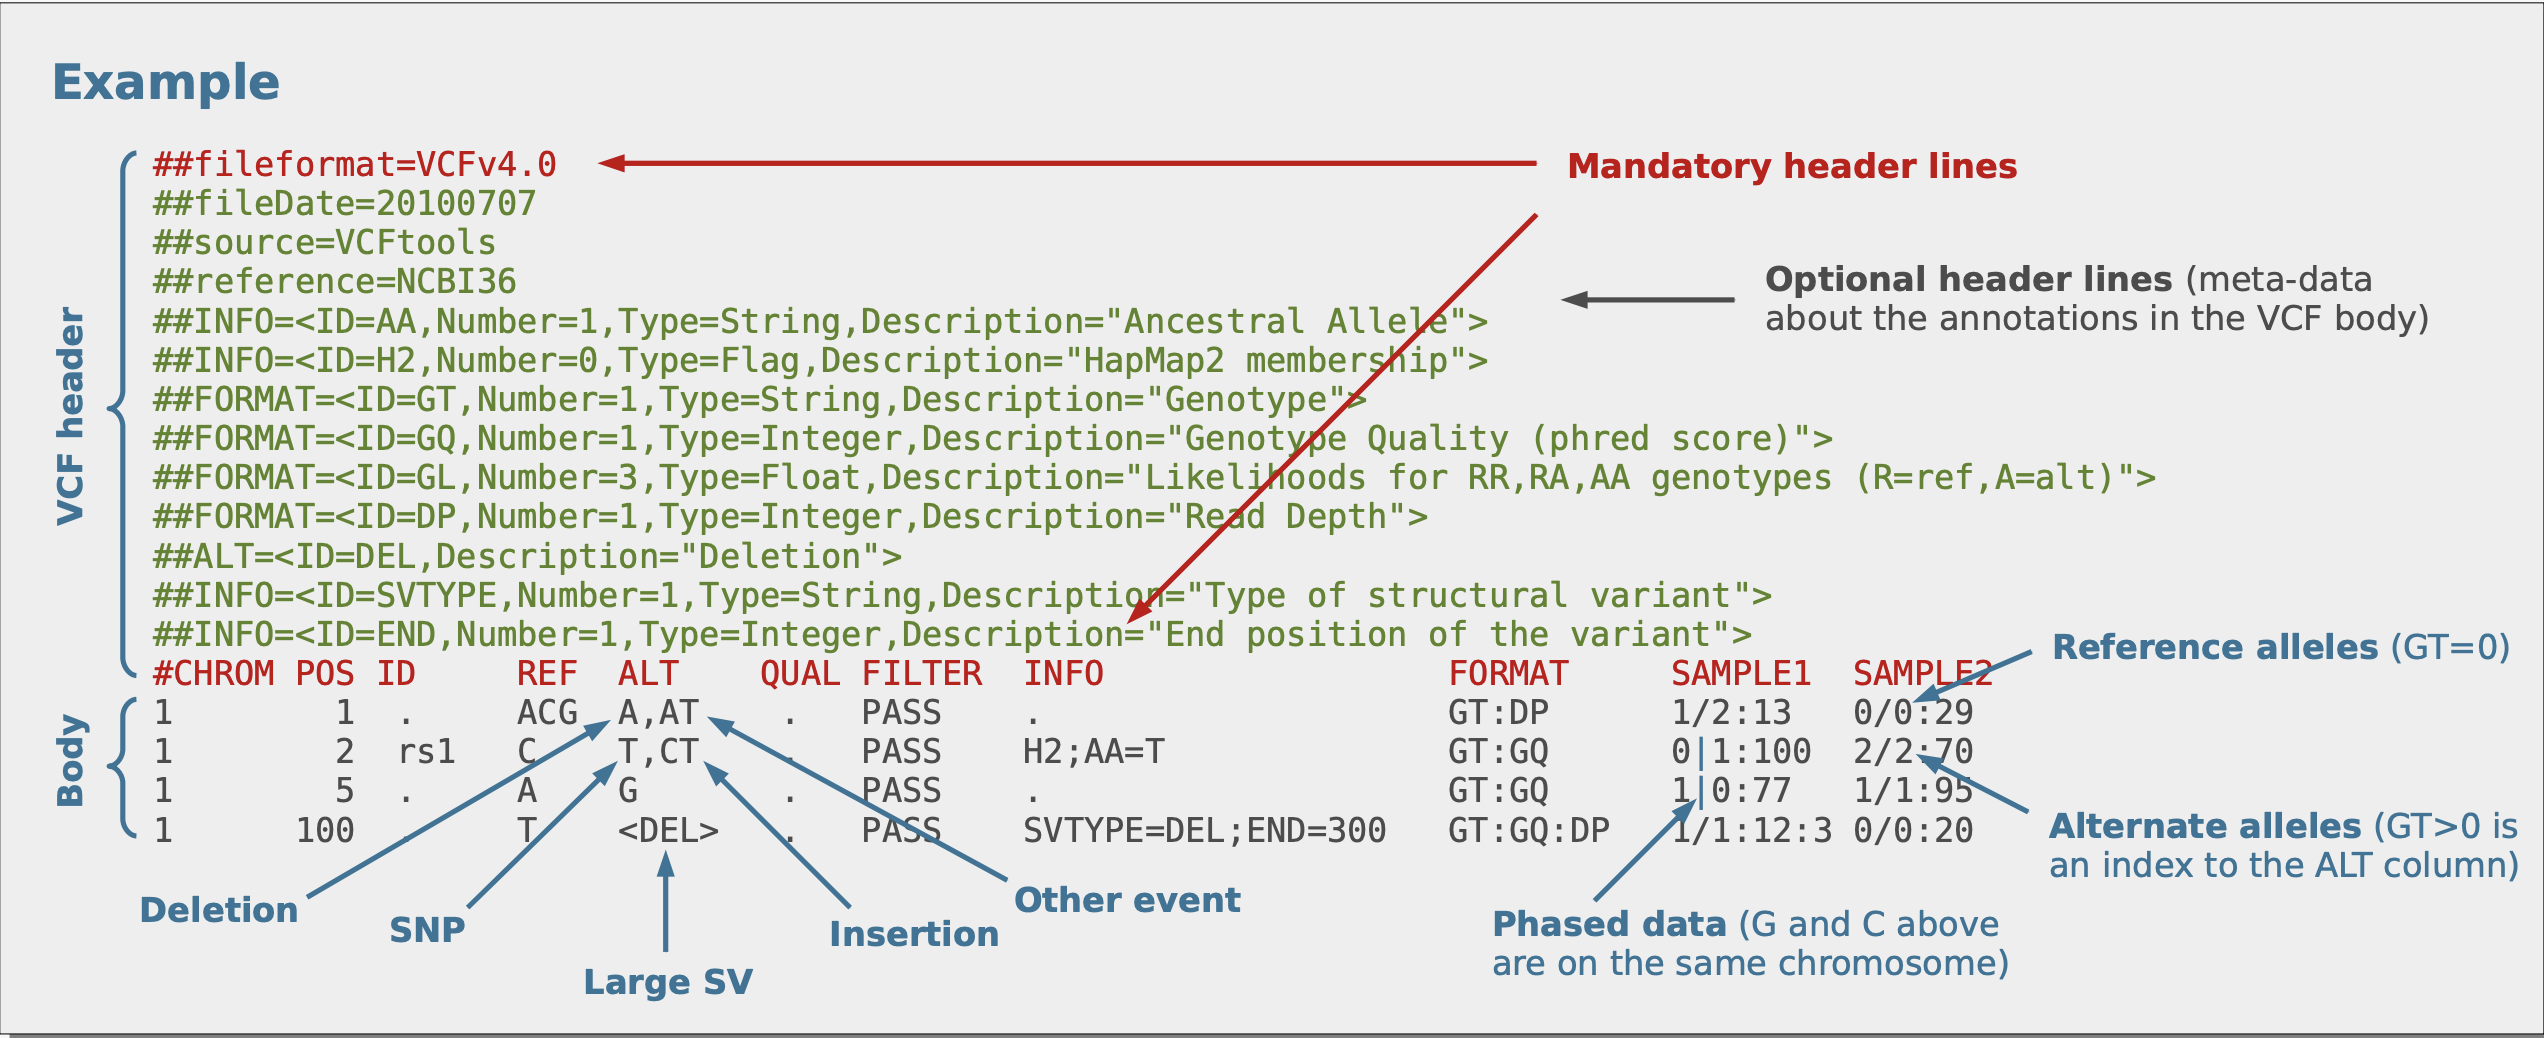 Example
##fileformat=VCFv4.0
Mandatory header lines
##fileDate=20100707
##source=VCFtools
##reference=NCBI36
Optional header lines (meta-data
about the annotations in the VCF body)
##INFO=<ID=AA,Number=1,Type=String,Description="Ancestral Allele">
##INFO=<ID=H2,Number=0,Type=Flag,Description="HapMap2 membership">
##FORMAT=<ID=GT,Number=1,Type=String,Description="Genotype">
##FORMAT=<ID=GQ,Number=1,Type=Integer,Description="Genotype Quality (phred score)">
##FORMAT=<ID=GL,Number=3,Type=Float,Description="Likelihoods for RR,RA,AA genotypes (R=ref,A=alt)">
##FORMAT=<ID=DP,Number=1,Type=Integer,Description="Read Depth">
##ALT=<ID=DEL,Description="Deletion">
##INFO=<ID=SVTYPE,Number=1,Type=String,Description="Type of structural variant">
##INFO=<ID=END,Number=1,Type=Integer,Description="End position of the variant">
VCF header
#CHROM POS ID REF ALT QUAL FILTER INFO FORMAT SAMPLE1 SAMPLE2
Reference alleles (GT=0)
1 1 . ACG A,AT . PASS . GT:DP 1/2:13 0/0:29
1 2 rs1 C T,CT . PASS H2;AA=T GT:GQ 0|1:100 2/2:70
1 5 . A G . PASS . GT:GQ 1|0:77 1/1:95
1 100 . T <DEL> . PASS SVTYPE=DEL;END=300 GT:GQ:DP 1/1:12:3 0/0:20
Body
Alternate alleles (GT>0 is
an index to the ALT column)
Deletion
SNP
Large SV
Insertion
Other event
Phased data (G and C above
are on the same chromosome)